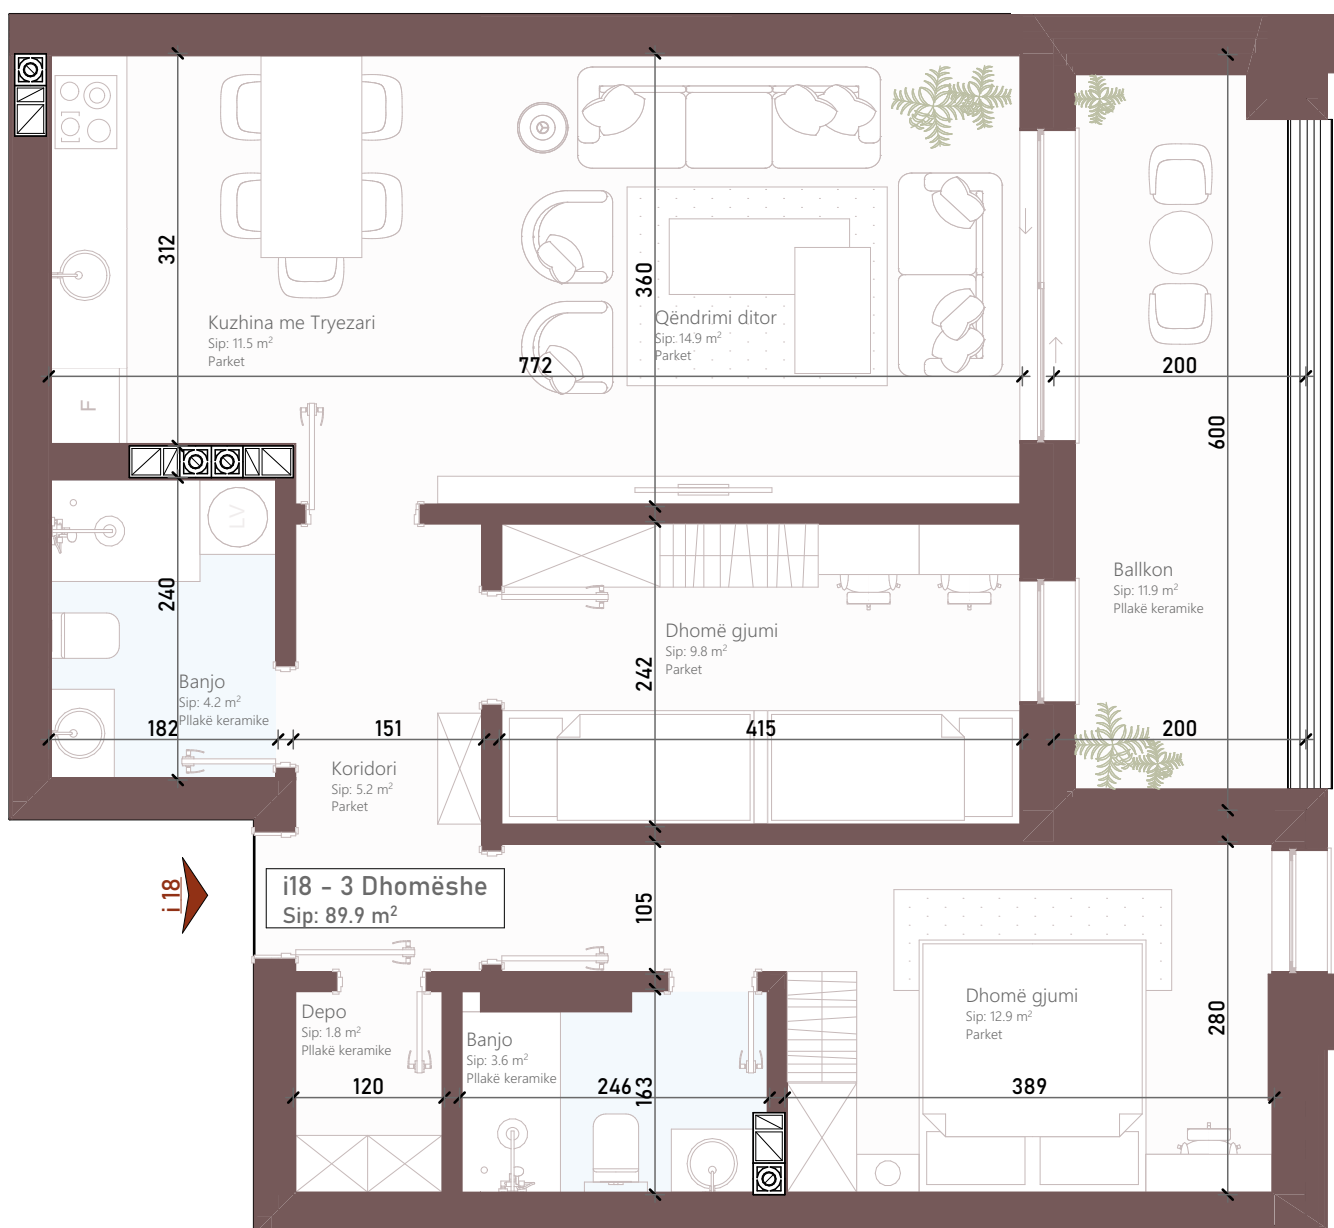 312
360
Kuzhina me Tryezari
Sip: 11.5 m²
Parket
Qëndrimi ditor
Sip: 14.9 m²
Parket
772
200
600
F
LV
240
Banjo
Sip: 4.2 m²
Pllakë keramike
182
151
Koridori
Sip: 5.2 m²
Parket
Dhomë gjumi
Sip: 9.8 m²
Parket
242
415
Ballkon
Sip: 11.9 m²
Pllakë keramike
200
i 18
i18 - 3 Dhomëshe
Sip: 89.9 m²
105
Depo
Sip: 1.8 m²
Pllakë keramike
120
Banjo
Sip: 3.6 m²
Pllakë keramike
246
163
Dhomë gjumi
Sip: 12.9 m²
Parket
280
389